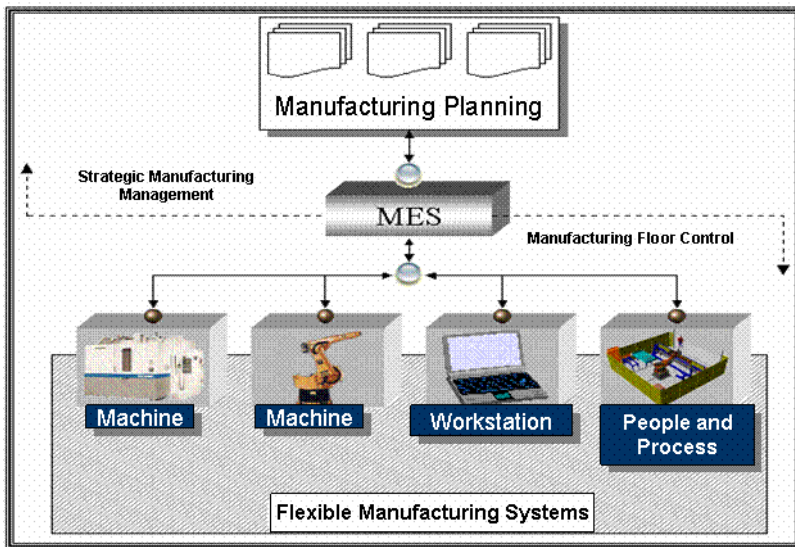 Manufacturing Planning
Strategic Manufacturing
Management
MES
Manufacturing Floor Control
Machine
Machine
Workstation
People and
Process
Flexible Manufacturing Systems